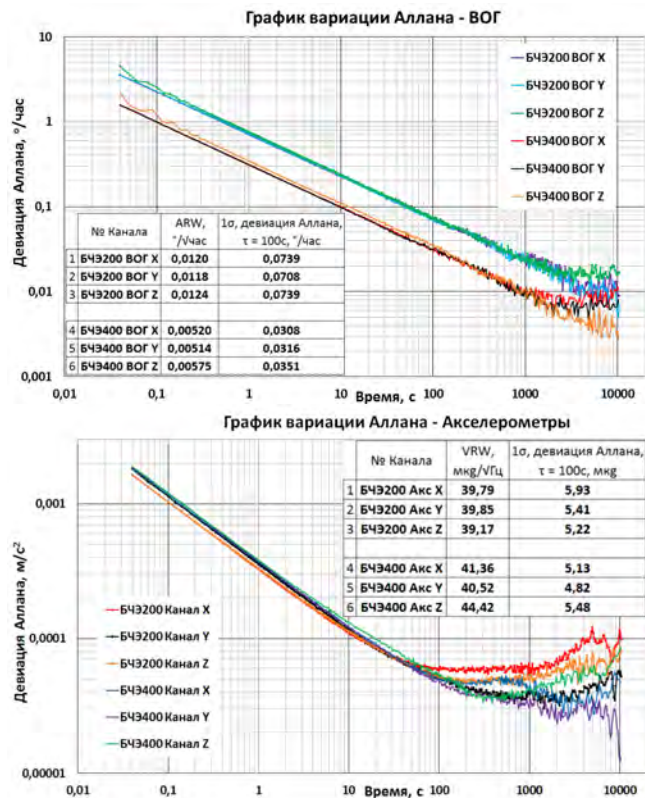 График вариации Аллана - ВОГ
Девиация Аллана, °/час
10
1
0,1
0,01
0,001
БЧЭ200 ВОГ X
БЧЭ200 ВОГ Y
БЧЭ200 ВОГ Z
БЧЭ400 ВОГ X
БЧЭ400 ВОГ Y
БЧЭ400 ВОГ Z
№ Канала ARW, °/√час 1σ, девиация Аллана, τ = 100с, °/час
1 БЧЭ200 ВОГ X 0,0120 0,0739
2 БЧЭ200 ВОГ Y 0,0118 0,0708
3 БЧЭ200 ВОГ Z 0,0124 0,0739
4 БЧЭ400 ВОГ X 0,00520 0,0308
5 БЧЭ400 ВОГ Y 0,00514 0,0316
6 БЧЭ400 ВОГ Z 0,00575 0,0351
0,01 0,1 1 10 100 1000 10000
Время, с
График вариации Аллана - Акселерометры
Девиация Аллана, м/с²
0,001
0,0001
0,00001
№ Канала VRW, мкg/√Гц 1σ, девиация Аллана, τ = 100с, мкg
1 БЧЭ200 Акс X 39,79 5,93
2 БЧЭ200 Акс Y 39,85 5,41
3 БЧЭ200 Акс Z 39,17 5,22
4 БЧЭ400 Акс X 41,36 5,13
5 БЧЭ400 Акс Y 40,52 4,82
6 БЧЭ400 Акс Z 44,42 5,48
БЧЭ200 Канал X
БЧЭ200 Канал Y
БЧЭ200 Канал Z
БЧЭ400 Канал X
БЧЭ400 Канал Y
БЧЭ400 Канал Z
0,01 0,1 1 10 100 1000 10000
Время, с